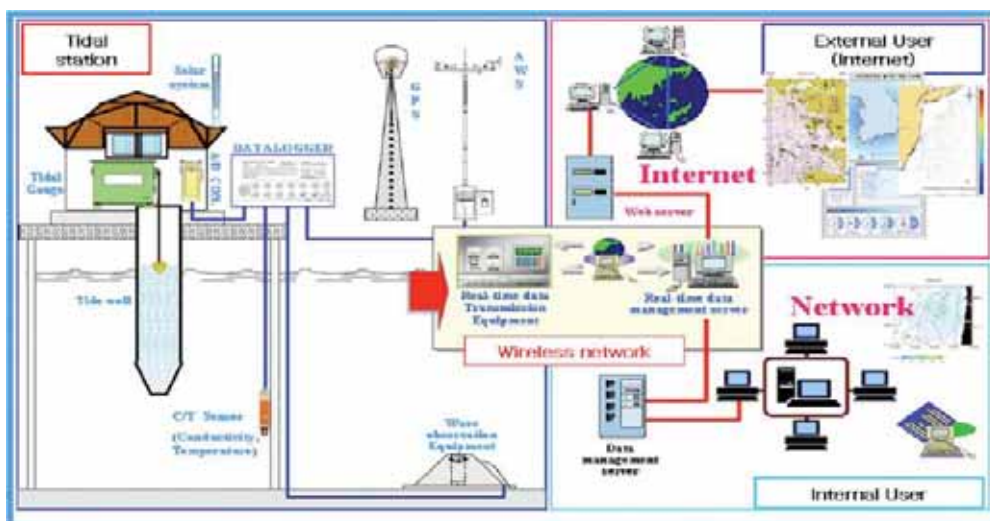 Tidal
station
Solar
system
GPS
AWS
DATALOGGER
Tidal
Gauge
Tide well
C/T Sensor
(Conductivity,
Temperature)
Wave
observation
Equipment
Real-time data
Transmission
Equipment
Real-time data
management server
Wireless network
External User
(Internet)
Internet
Web server
Network
Data
management
server
Internal User